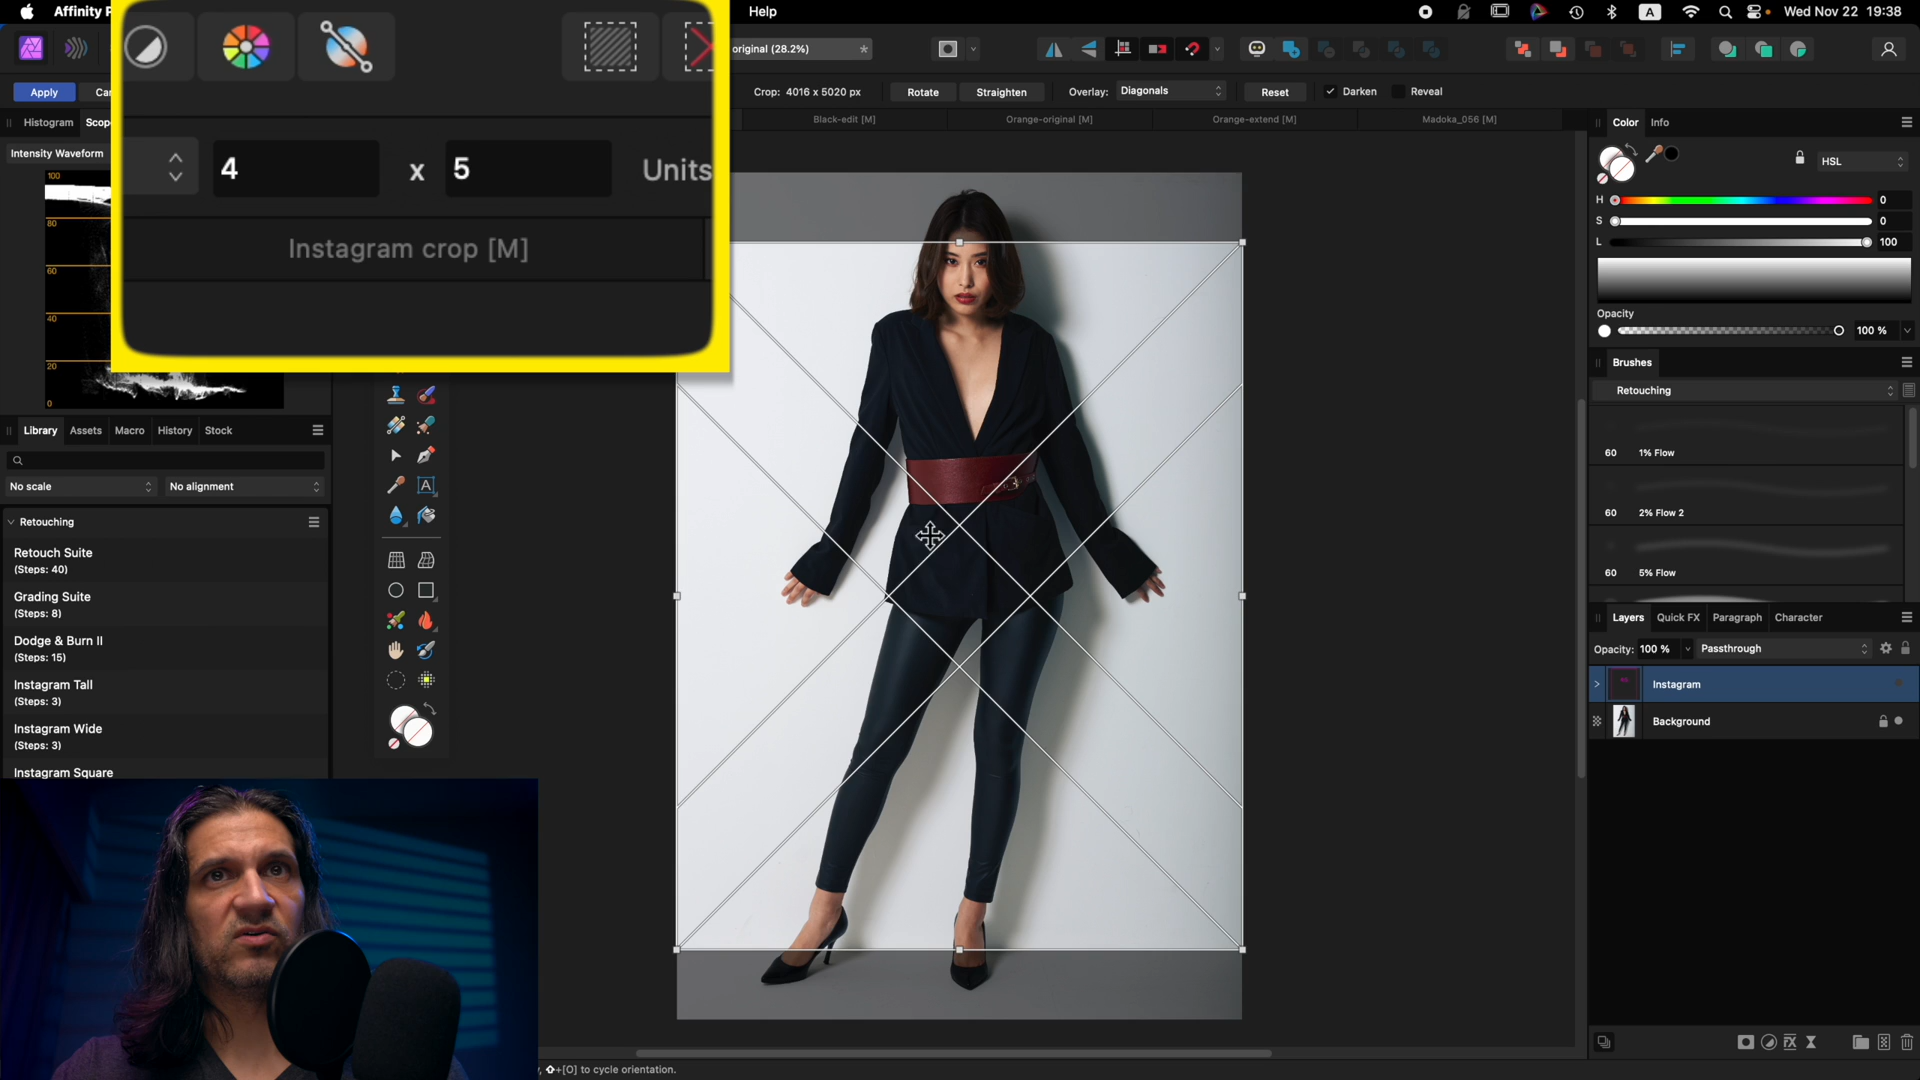 Affinity P
Help
A
Wed Nov 22 19:38
original (28.2%)
*
Apply
Can
Crop: 4016 x 5020 px
Rotate
Straighten
Overlay:
Diagonals
Reset
Darken
Reveal
4
x
5
Units
Instagram crop [M]
Black-edit [M]
Orange-original [M]
Orange-extend [M]
Madoka_056 [M]
Histogram
Scop
Intensity Waveform
100
80
60
40
20
0
Library
Assets
Macro
History
Stock
No scale
No alignment
Retouching
Retouch Suite
(Steps: 40)
Grading Suite
(Steps: 8)
Dodge & Burn II
(Steps: 15)
Instagram Tall
(Steps: 3)
Instagram Wide
(Steps: 3)
Instagram Square
A
Color
Info
HSL
H
0
S
0
L
100
Opacity
100 %
Brushes
Retouching
60
1% Flow
60
2% Flow 2
60
5% Flow
Layers
Quick FX
Paragraph
Character
Opacity:
100 %
Passthrough
Instagram
Background
+[O] to cycle orientation.